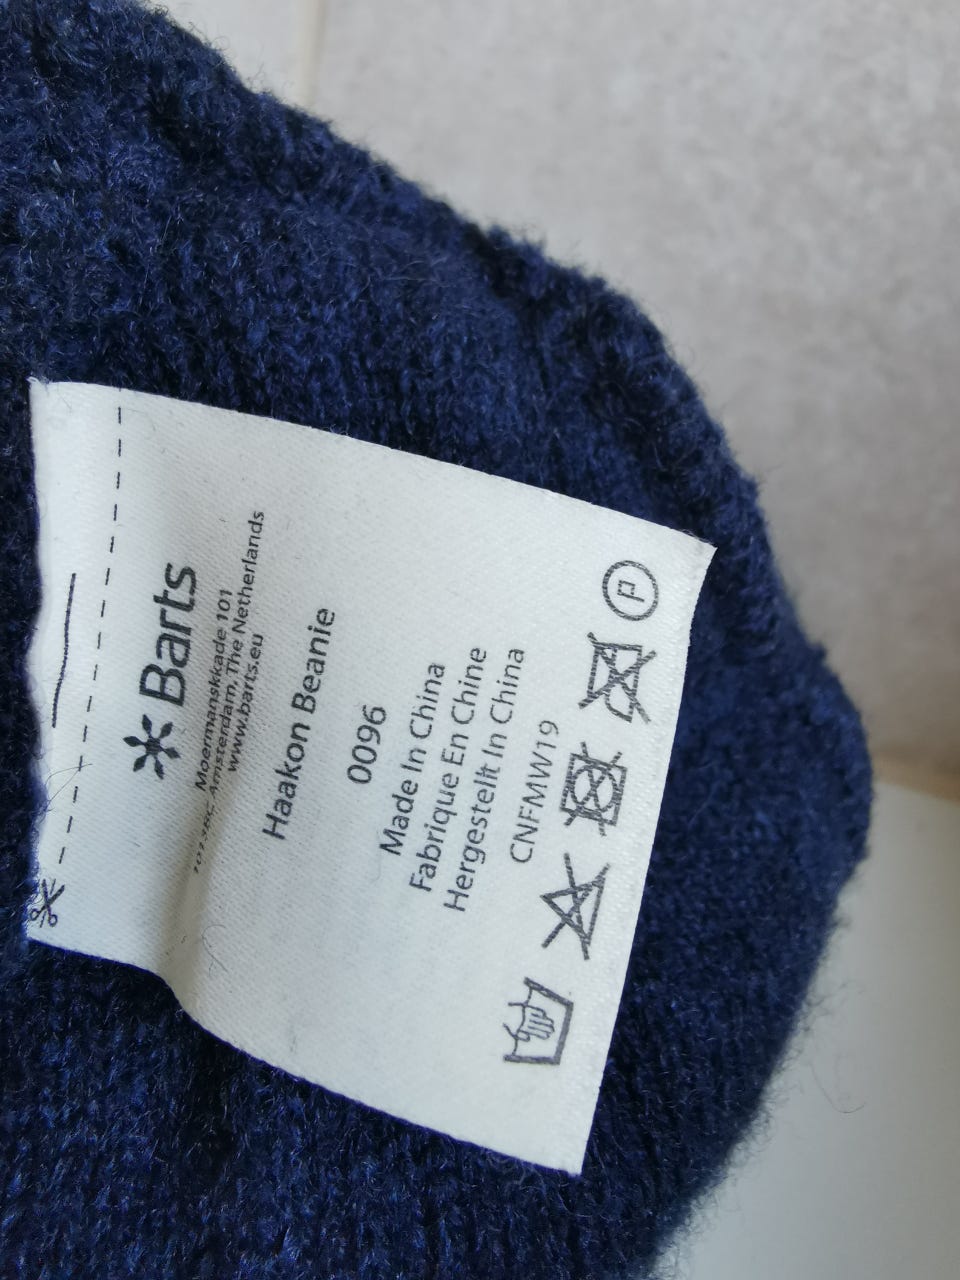 Barts
Moermanskkade 101
1013BC Amsterdam, The Netherlands
www.barts.eu
Haakon Beanie
0096
Made In China
Fabrique En Chine
Hergestellt In China
CNFMW19
P